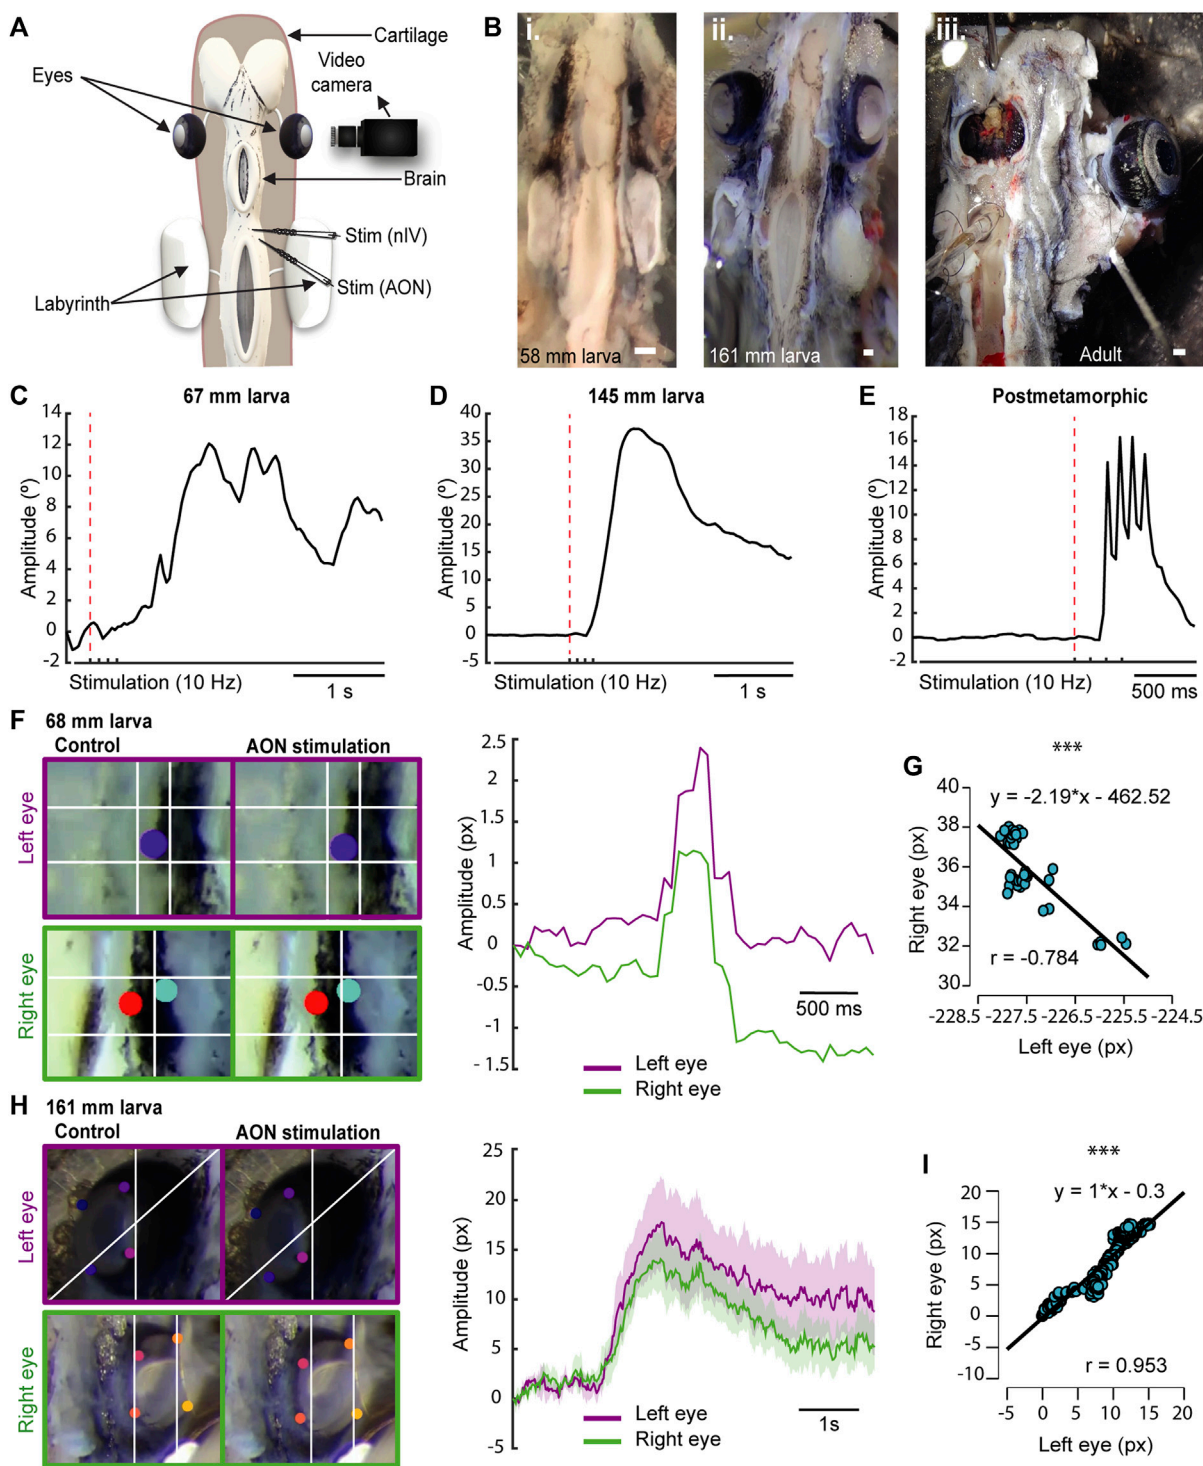 A
Cartilage
Video
camera
Eyes
Brain
Stim (nIV)
Stim (AON)
Labyrinth
B
i.
58 mm larva
ii.
161 mm larva
iii.
Adult
C
67 mm larva
Amplitude (º)
14
12
10
8
6
4
2
0
-2
Stimulation (10 Hz)
1 s
D
145 mm larva
Amplitude (º)
40
35
30
25
20
15
10
5
0
-5
Stimulation (10 Hz)
1 s
E
Postmetamorphic
Amplitude (º)
18
16
14
12
10
8
6
4
2
0
-2
Stimulation (10 Hz)
500 ms
F
68 mm larva
Control
AON stimulation
Left eye
Right eye
Amplitude (px)
2.5
2
1.5
1
0.5
0
-0.5
-1
-1.5
500 ms
Left eye
Right eye
G
***
y = -2.19*x - 462.52
Right eye (px)
40
38
36
34
32
30
r = -0.784
-228.5 -227.5 -226.5 -225.5 -224.5
Left eye (px)
H
161 mm larva
Control
AON stimulation
Left eye
Right eye
Amplitude (px)
25
20
15
10
5
0
-5
1s
Left eye
Right eye
I
***
y = 1*x - 0.3
Right eye (px)
20
15
10
5
0
-10
r = 0.953
-5 0 5 10 15 20
Left eye (px)